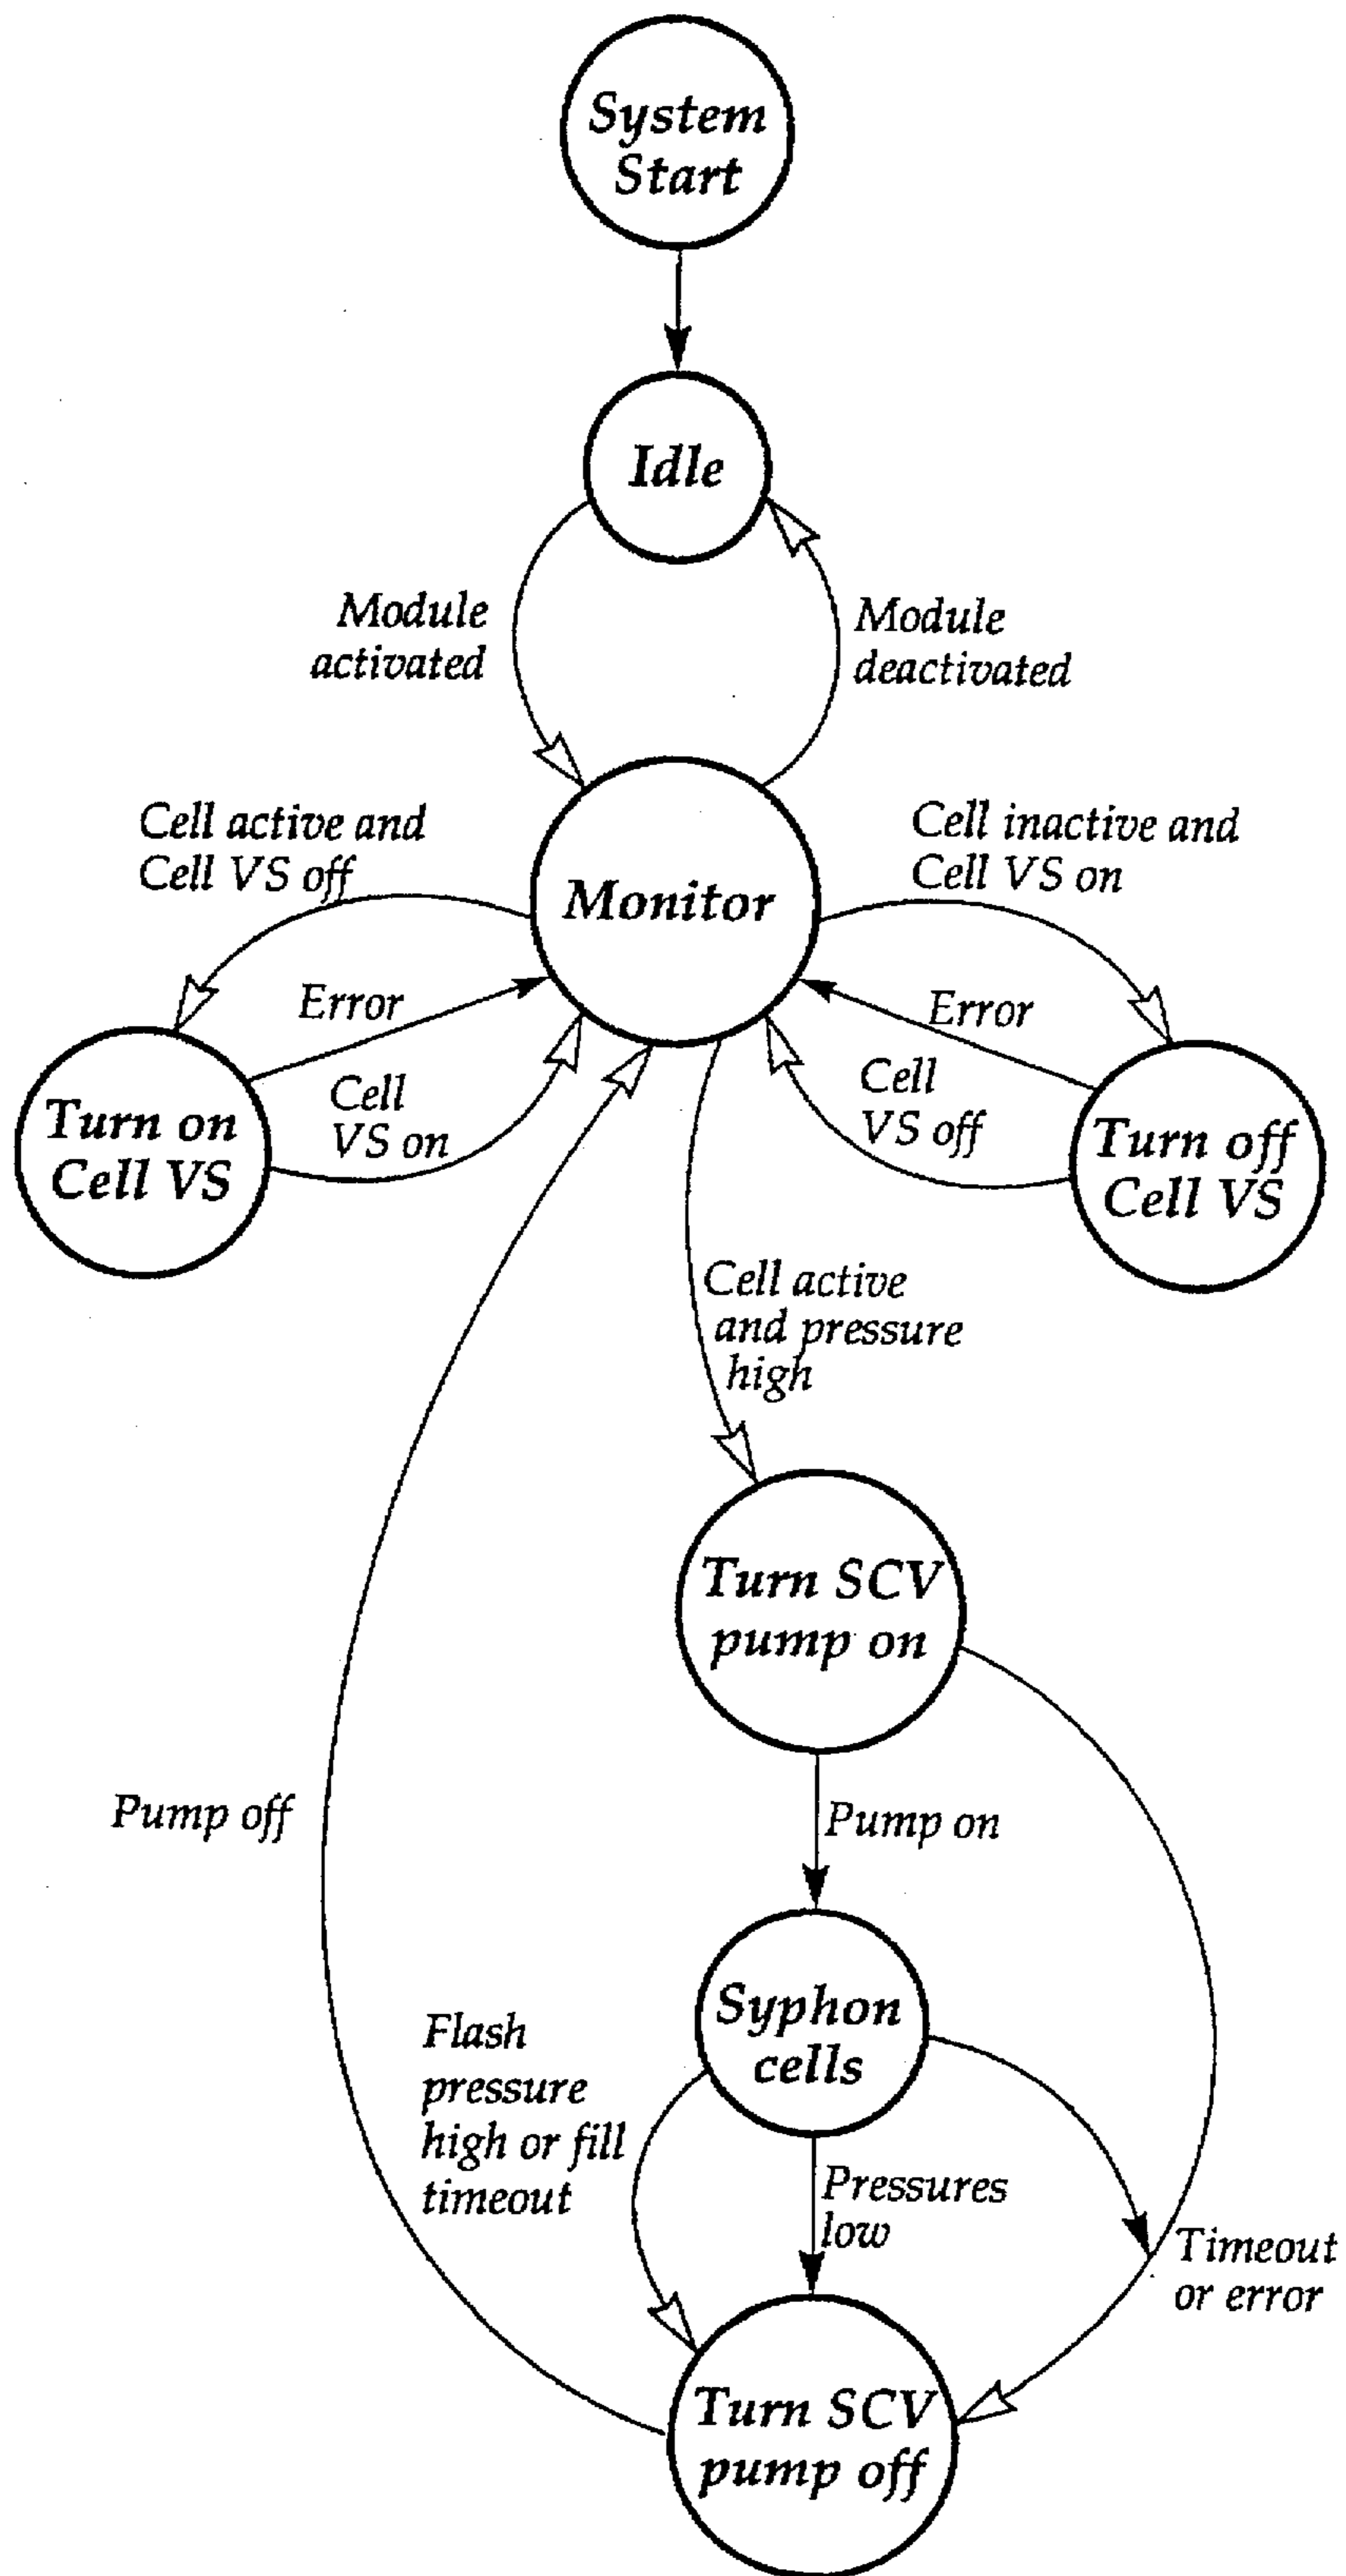 System
Start
Idle
Module
activated
Module
deactivated
Cell active and
Cell VS off
Cell inactive and
Cell VS on
Monitor
Error
Error
Cell
VS on
Cell
VS off
Turn on
Cell VS
Turn off
Cell VS
Cell active
and pressure
high
Turn SCV
pump on
Pump off
Pump on
Syphon
cells
Flash
pressure
high or fill
timeout
Pressures
low
Timeout
or error
Turn SCV
pump off